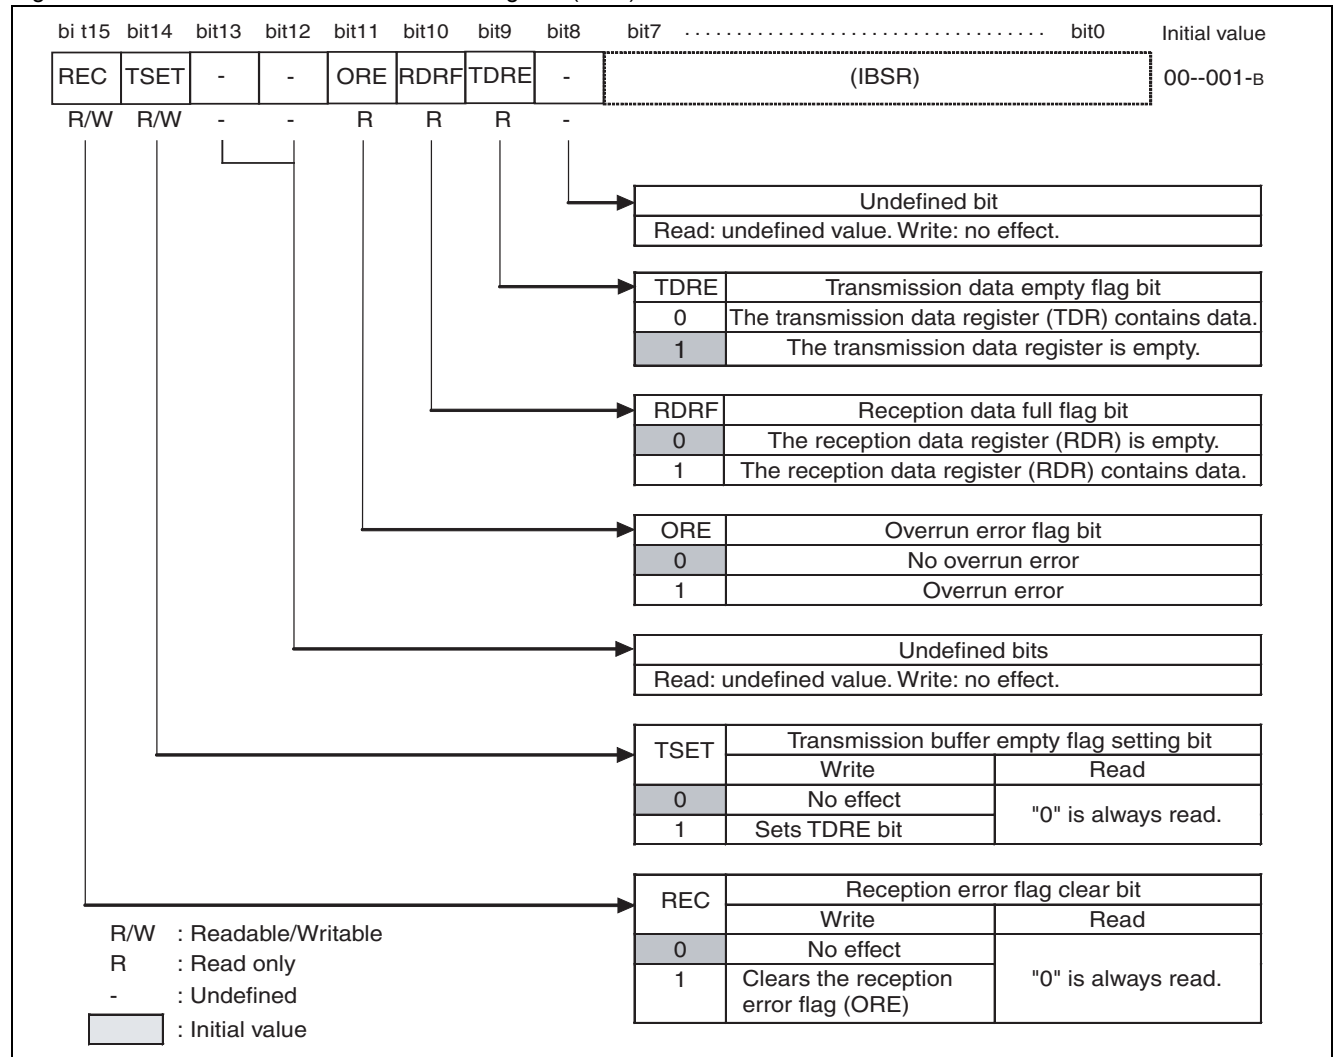 bi t15 bit14 bit13 bit12 bit11 bit10 bit9 bit8 bit7 . . . . . . . . . . . . . . . . . . . . . . . . . . . . . . . . . . bit0 Initial value
REC TSET - - ORE RDRF TDRE - (IBSR) 00--001-B
R/W R/W - - R R R -
Undefined bit
Read: undefined value. Write: no effect.
TDRE Transmission data empty flag bit
0 The transmission data register (TDR) contains data.
1 The transmission data register is empty.
RDRF Reception data full flag bit
0 The reception data register (RDR) is empty.
1 The reception data register (RDR) contains data.
ORE Overrun error flag bit
0 No overrun error
1 Overrun error
Undefined bits
Read: undefined value. Write: no effect.
TSET Transmission buffer empty flag setting bit
Write Read
0 No effect "0" is always read.
1 Sets TDRE bit
REC Reception error flag clear bit
Write Read
0 No effect
1 Clears the reception "0" is always read.
error flag (ORE)
R/W : Readable/Writable
R : Read only
- : Undefined
: Initial value